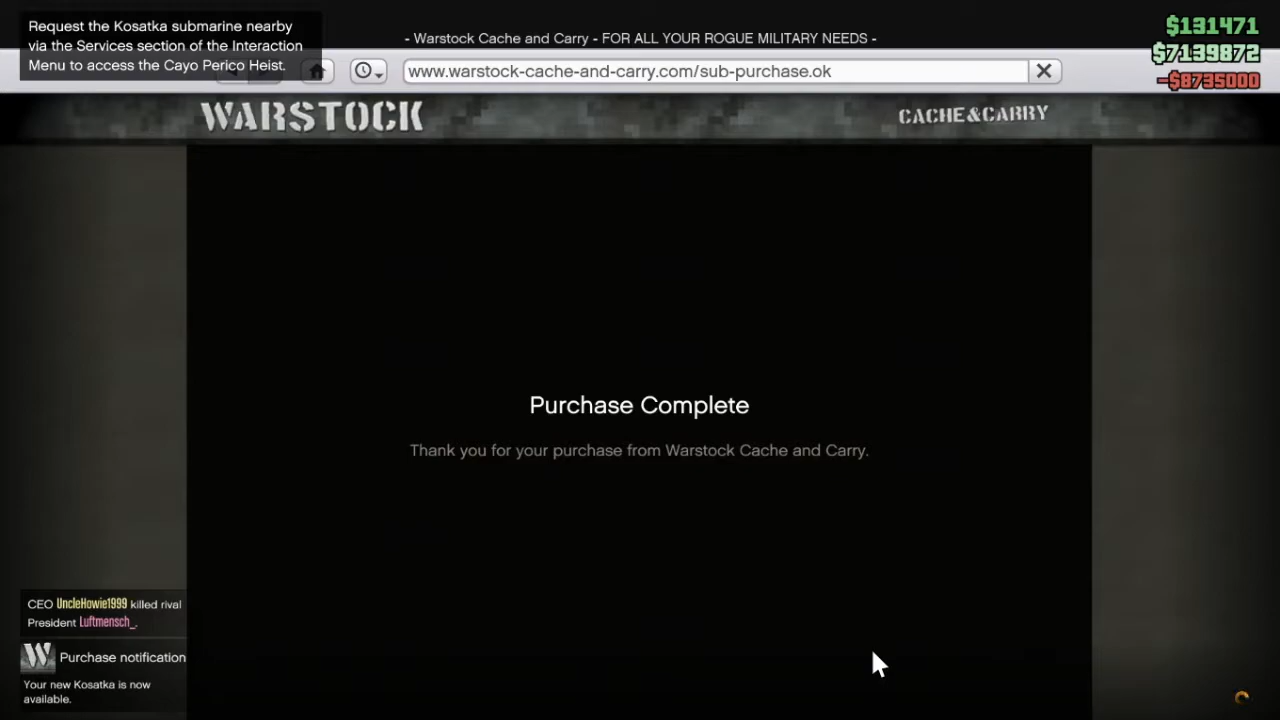 Request the Kosatka submarine nearby
via the Services section of the Interaction
Menu to access the Cayo Perico Heist.
- Warstock Cache and Carry - FOR ALL YOUR ROGUE MILITARY NEEDS -
$131471
$7139872
-$8735000
www.warstock-cache-and-carry.com/sub-purchase.ok
WARSTOCK
CACHE&CARRY
Purchase Complete
Thank you for your purchase from Warstock Cache and Carry.
CEO UncleHowie1999 killed rival
President Luftmensch_.
W
Purchase notification
Your new Kosatka is now
available.